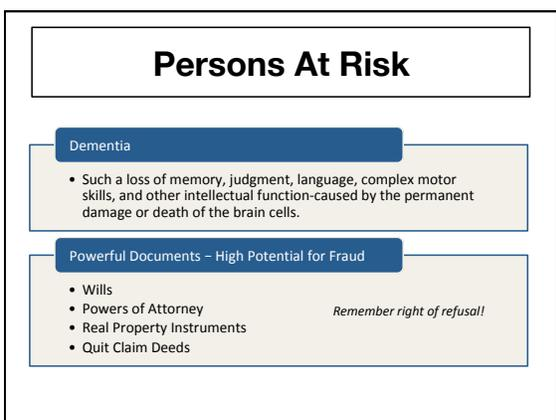 Persons At Risk
Dementia
• Such a loss of memory, judgment, language, complex motor
skills, and other intellectual function-caused by the permanent
damage or death of the brain cells.
Powerful Documents – High Potential for Fraud
• Wills
• Powers of Attorney
• Real Property Instruments
• Quit Claim Deeds
Remember right of refusal!